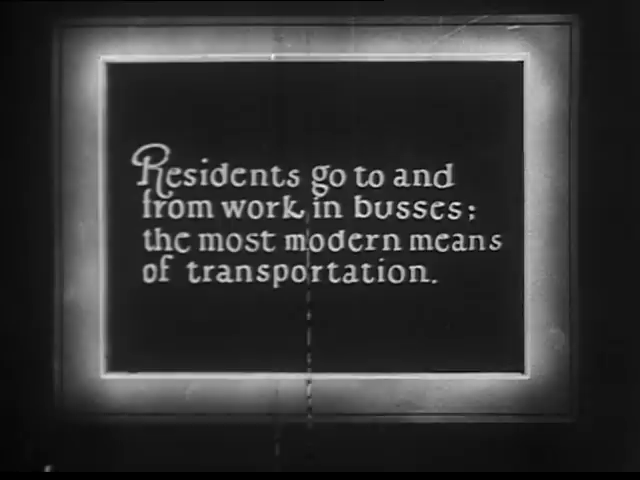 Residents go to and
from work in busses;
the most modern means
of transportation.